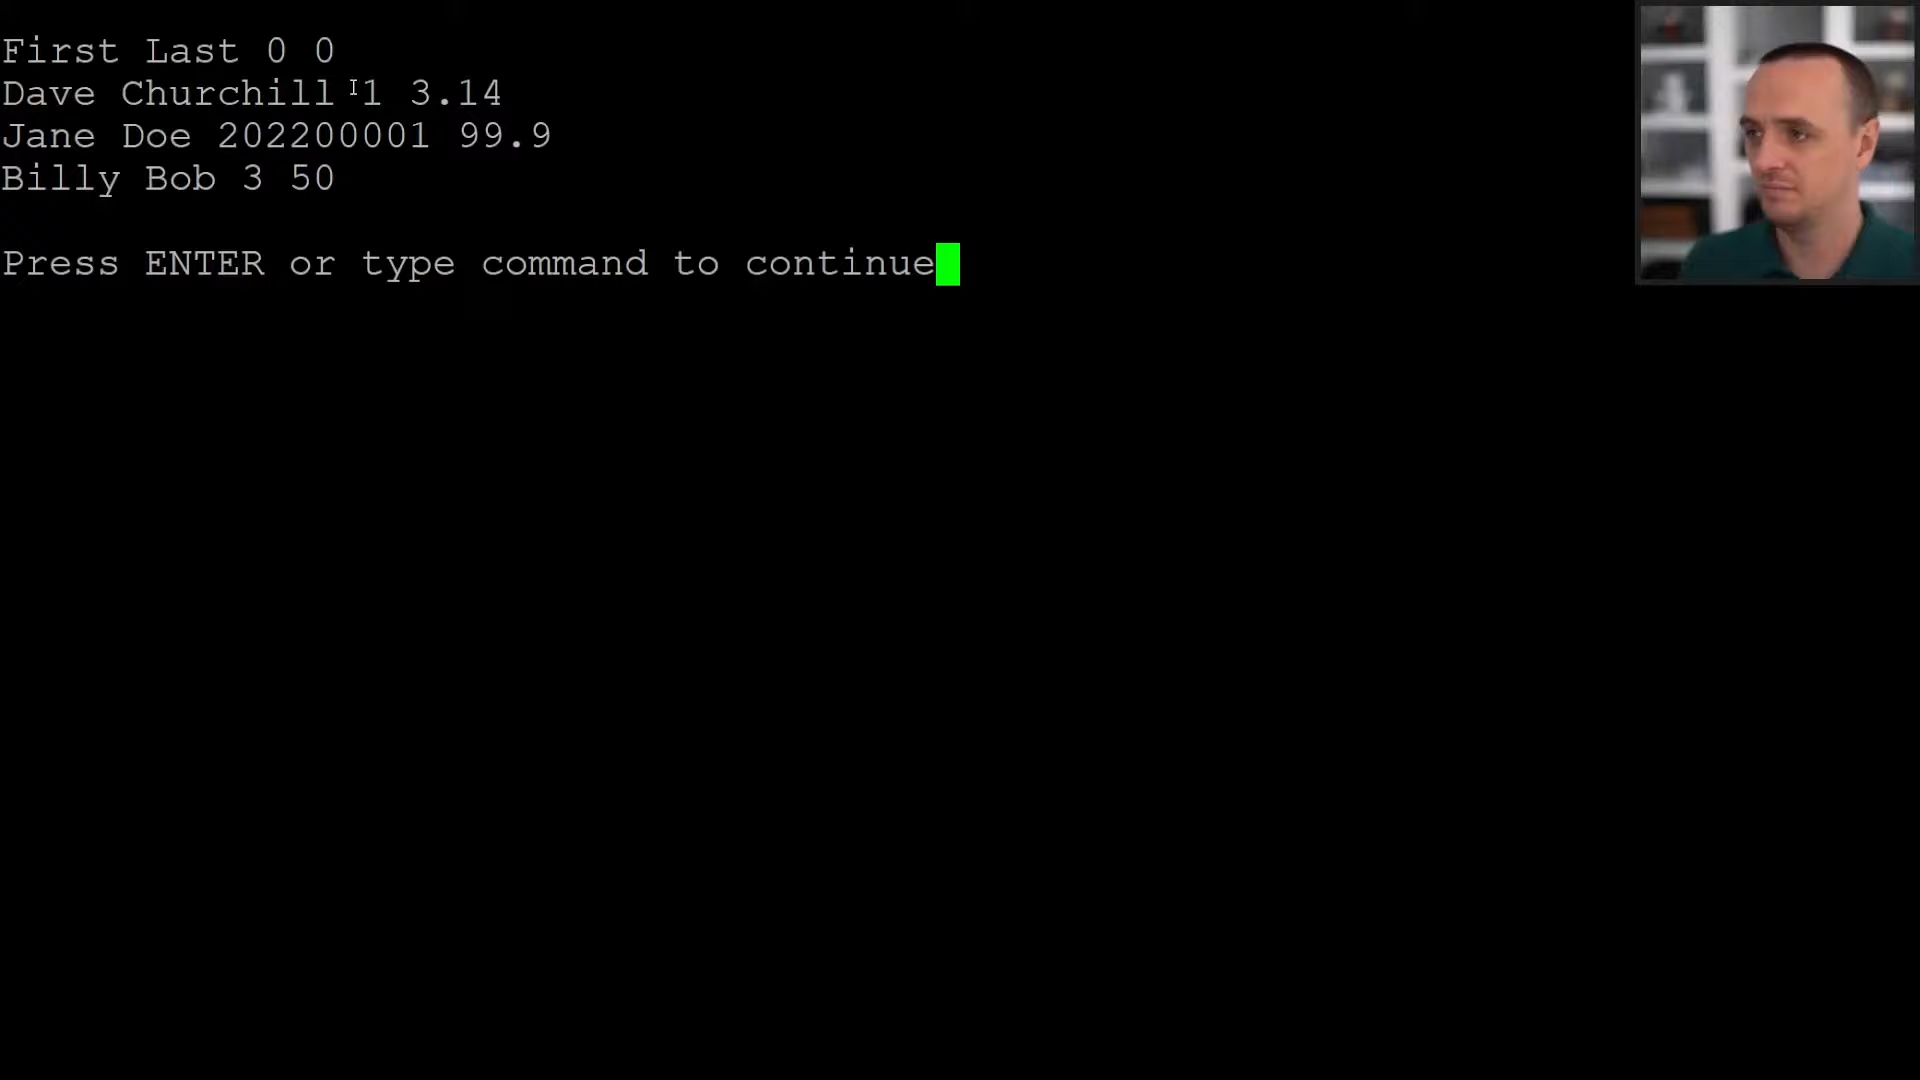 First Last 0 0
Dave Churchill 1 3.14
Jane Doe 202200001 99.9
Billy Bob 3 50
Press ENTER or type command to continue